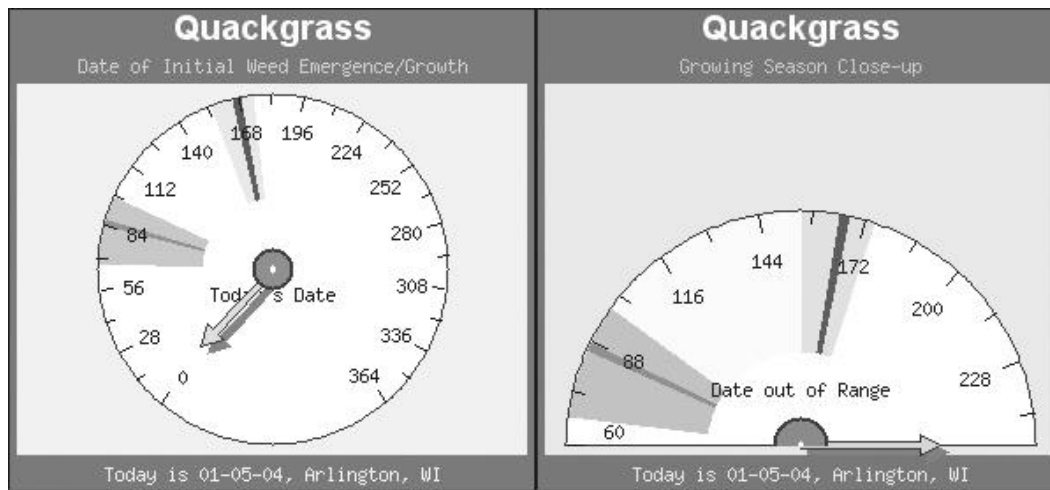 Quackgrass
Date of Initial Weed Emergence/Growth
168
196
140
224
112
252
84
280
56
Today's Date
308
28
336
0
364
Today is 01-05-04, Arlington, WI
Quackgrass
Growing Season Close-up
144
172
116
200
88
228
Date out of Range
60
Today is 01-05-04, Arlington, WI